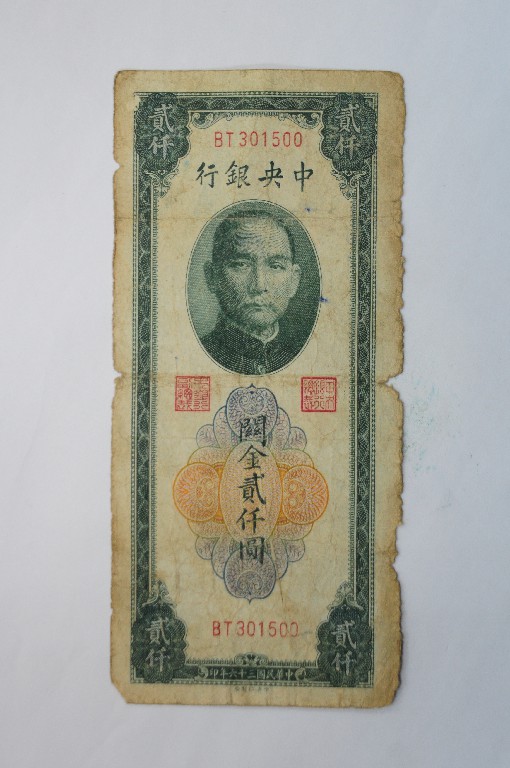 貳仟 貳仟
BT301500
行銀央中
關金貳仟圓
BT301500
貳仟 貳仟
印年六十三國民華中